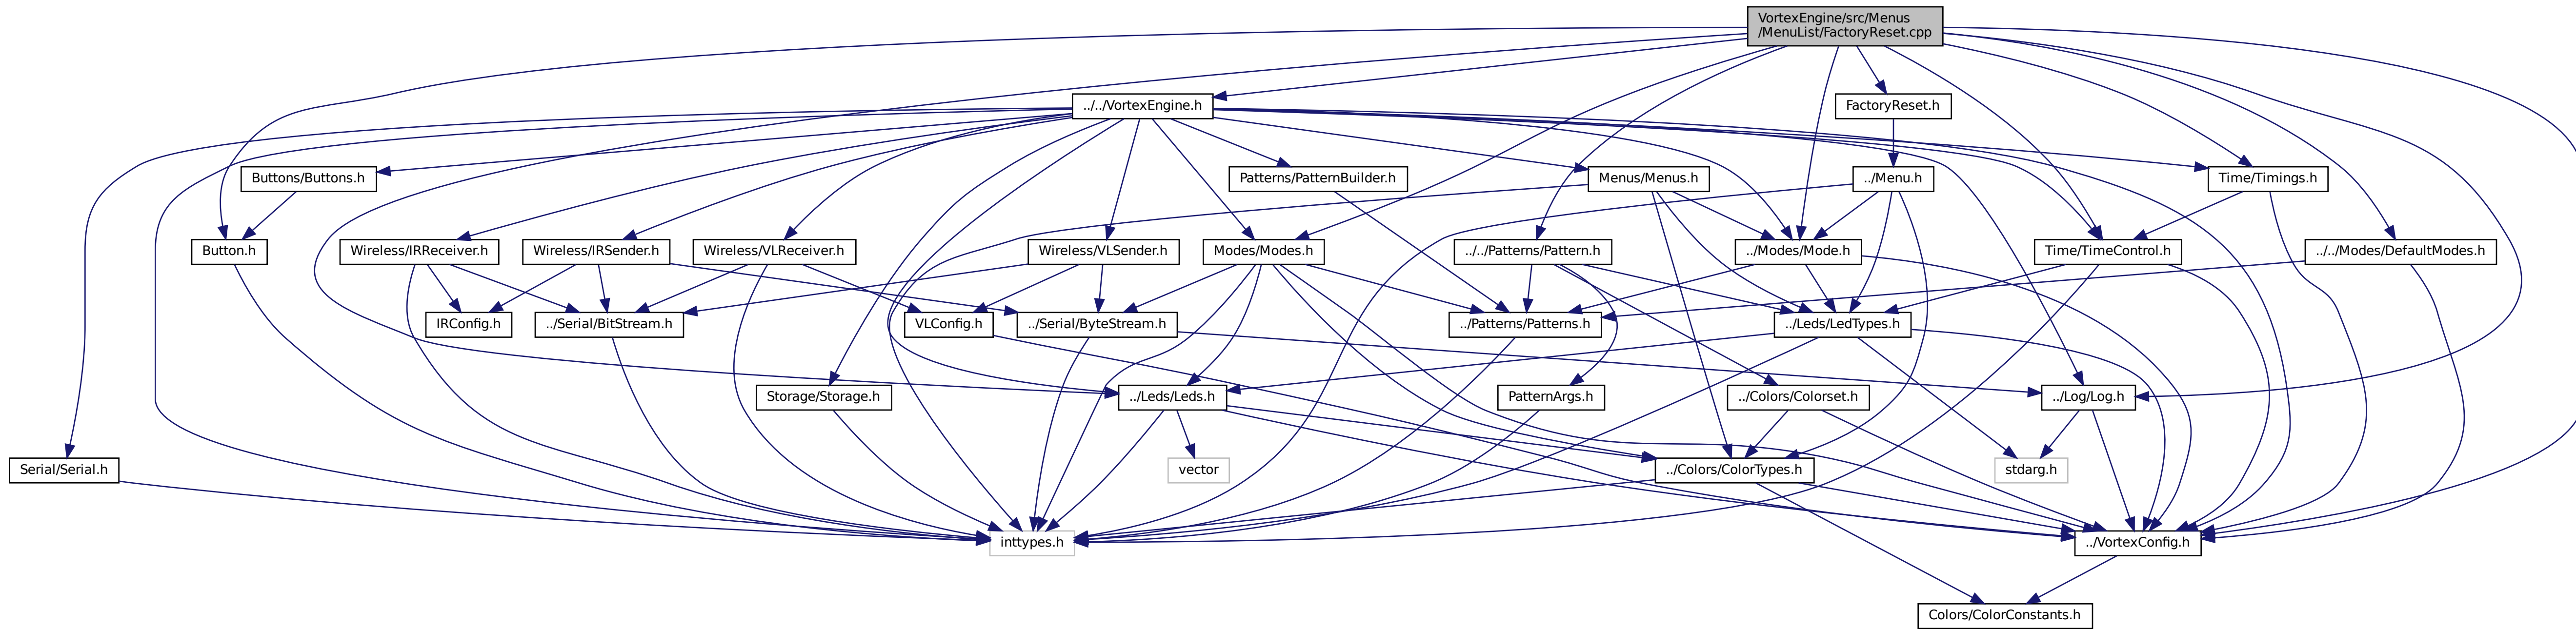 VortexEngine/src/Menus
/MenuList/FactoryReset.cpp
../../VortexEngine.h
FactoryReset.h
Buttons/Buttons.h
Patterns/PatternBuilder.h
Menus/Menus.h
../Menu.h
Time/Timings.h
Button.h
Wireless/IRReceiver.h
Wireless/IRSender.h
Wireless/VLReceiver.h
Wireless/VLSender.h
Modes/Modes.h
../../Patterns/Pattern.h
../Modes/Mode.h
Time/TimeControl.h
../../Modes/DefaultModes.h
IRConfig.h
../Serial/BitStream.h
VLConfig.h
../Serial/ByteStream.h
../Patterns/Patterns.h
../Leds/LedTypes.h
Storage/Storage.h
../Leds/Leds.h
PatternArgs.h
../Colors/Colorset.h
../Log/Log.h
Serial/Serial.h
vector
../Colors/ColorTypes.h
stdarg.h
inttypes.h
../VortexConfig.h
Colors/ColorConstants.h